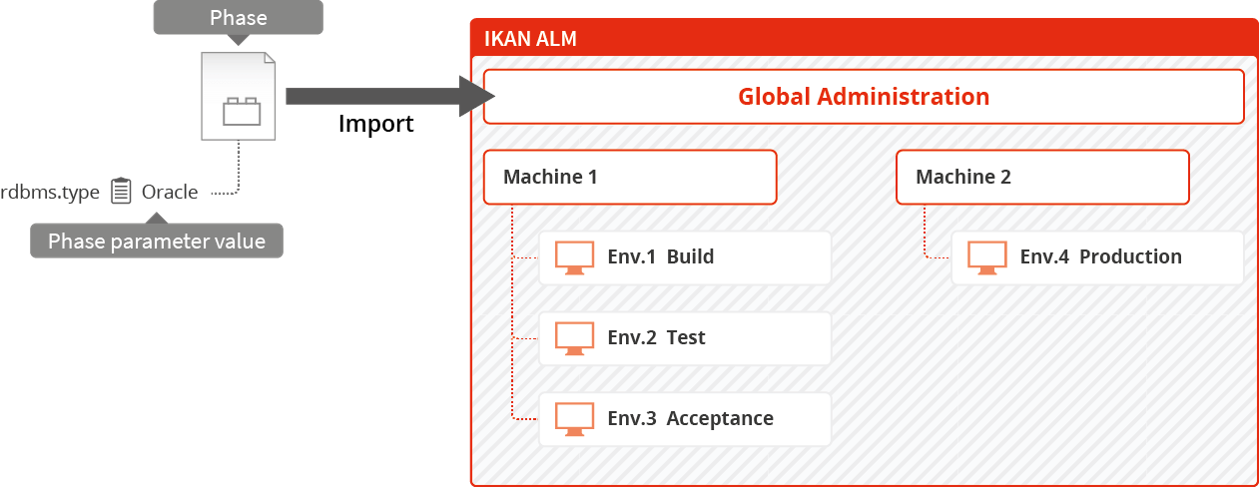 Phase
IKAN ALM
Global Administration
Import
rdbms.type Oracle
Phase parameter value
Machine 1
Env.1 Build
Env.2 Test
Env.3 Acceptance
Machine 2
Env.4 Production